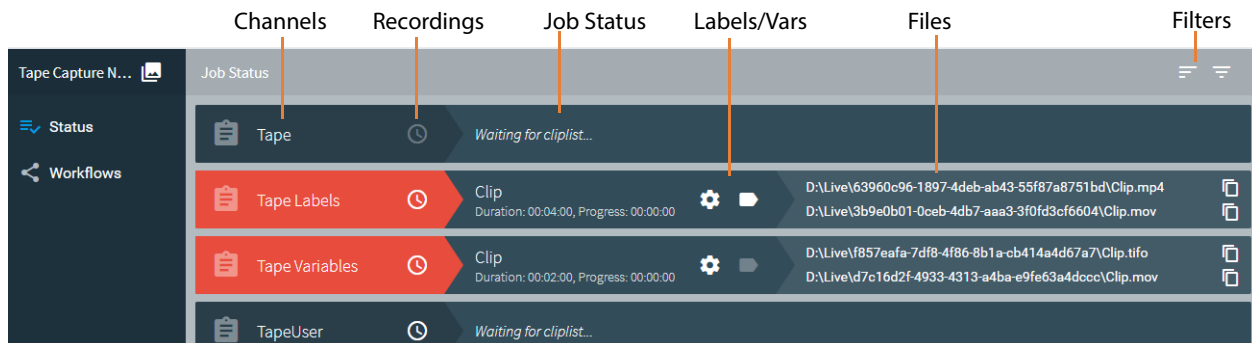 Channels Recordings Job Status Labels/Vars Files Filters
Tape Capture N... Job Status
Status
Workflows
Tape Waiting for cliplist...
Tape Labels
Clip
Duration: 00:04:00, Progress: 00:00:00
D:\Live\63960c96-1897-4deb-ab43-55f87a8751bd\Clip.mp4
D:\Live\3b9e0b01-0ceb-4db7-aaa3-3f0fd3cf6604\Clip.mov
Tape Variables
Clip
Duration: 00:02:00, Progress: 00:00:00
D:\Live\f857eafa-7df8-4f86-8b1a-cb414a4d67a7\Clip.tifo
D:\Live\d7c16d2f-4933-4313-a4ba-e9fe63a4dccc\Clip.mov
TapeUser Waiting for cliplist...